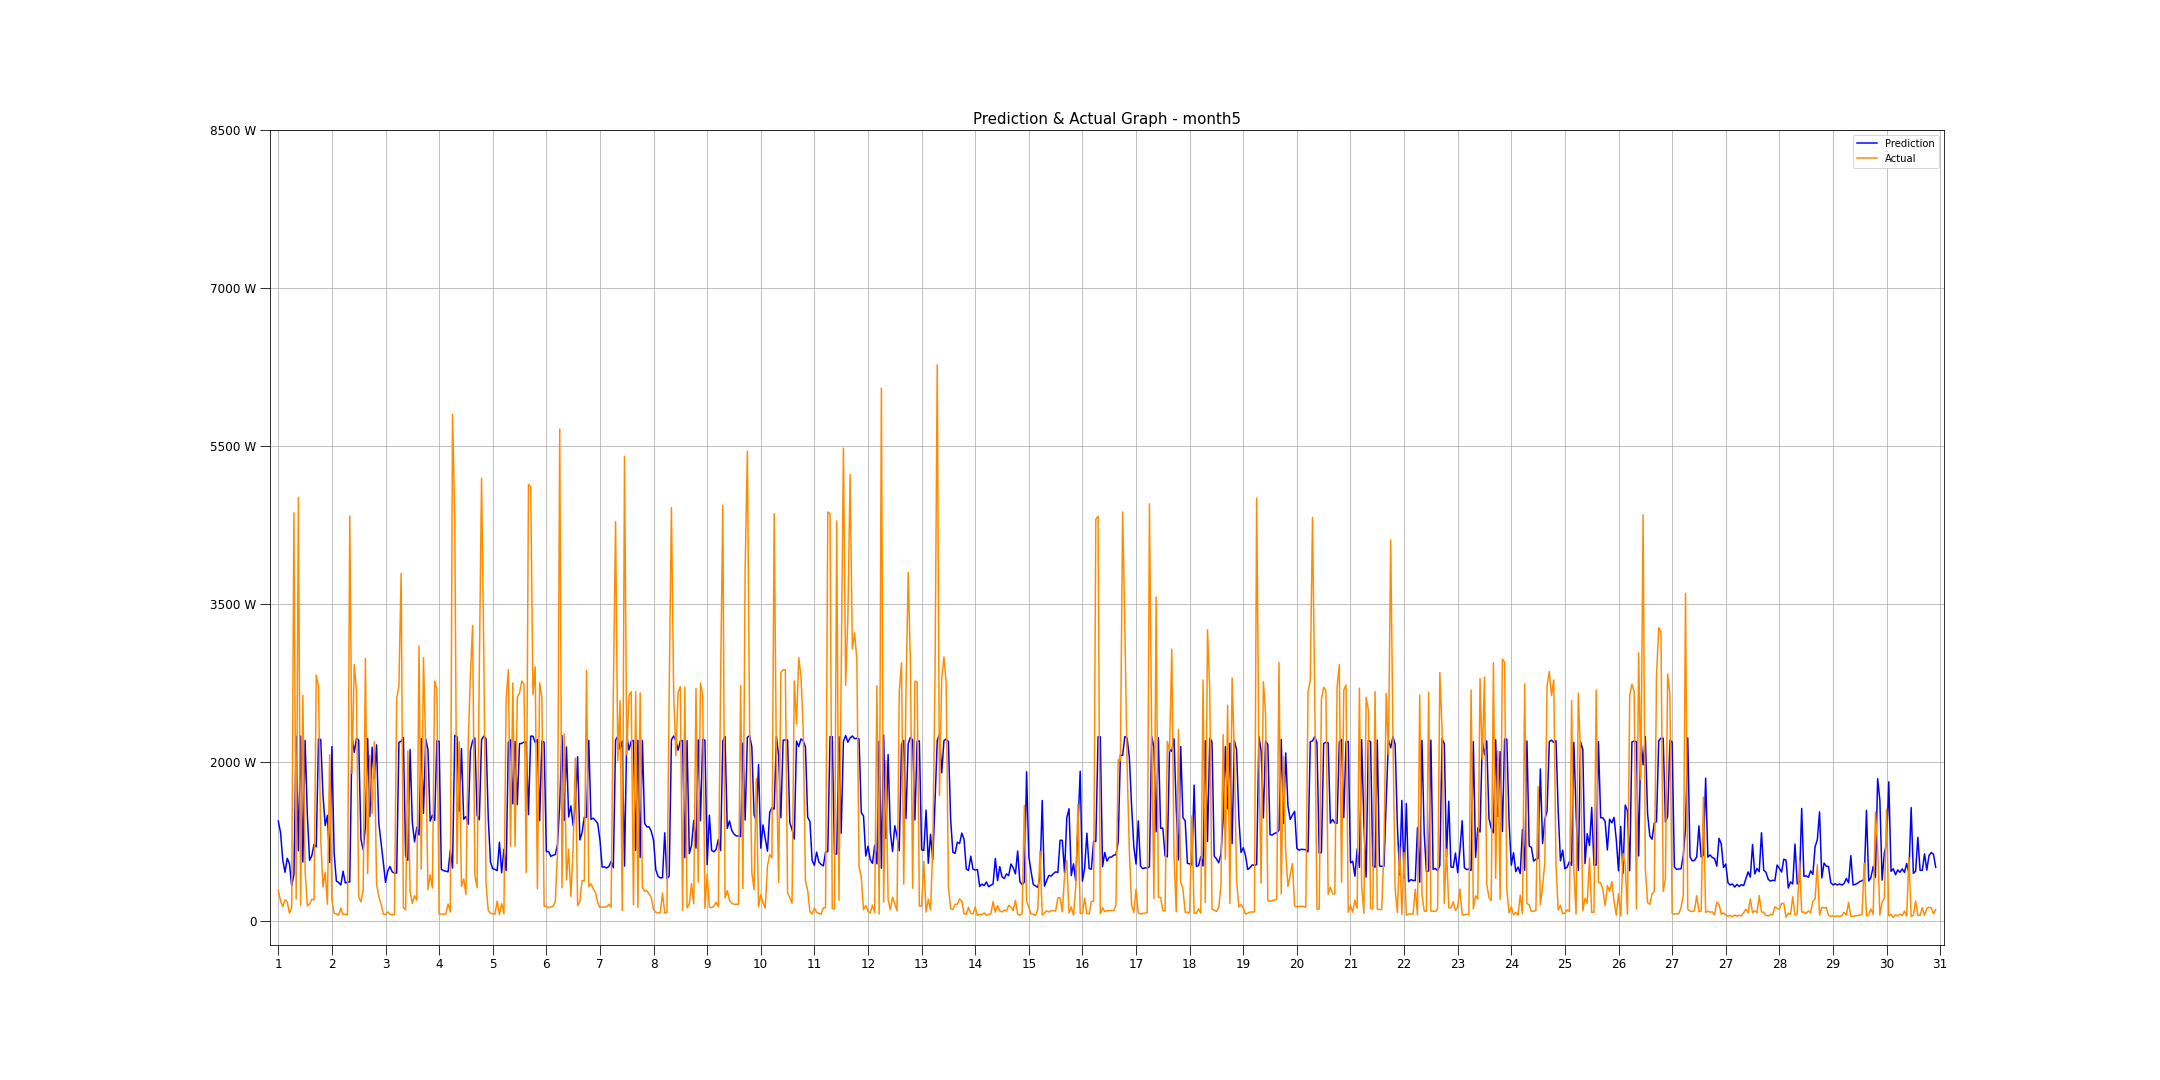 Prediction & Actual Graph - month5
8500 W
7000 W
5500 W
3500 W
2000 W
0
Prediction
Actual
1 2 3 4 5 6 7 8 9 10 11 12 13 14 15 16 17 18 19 20 21 22 23 24 25 26 27 27 28 29 30 31